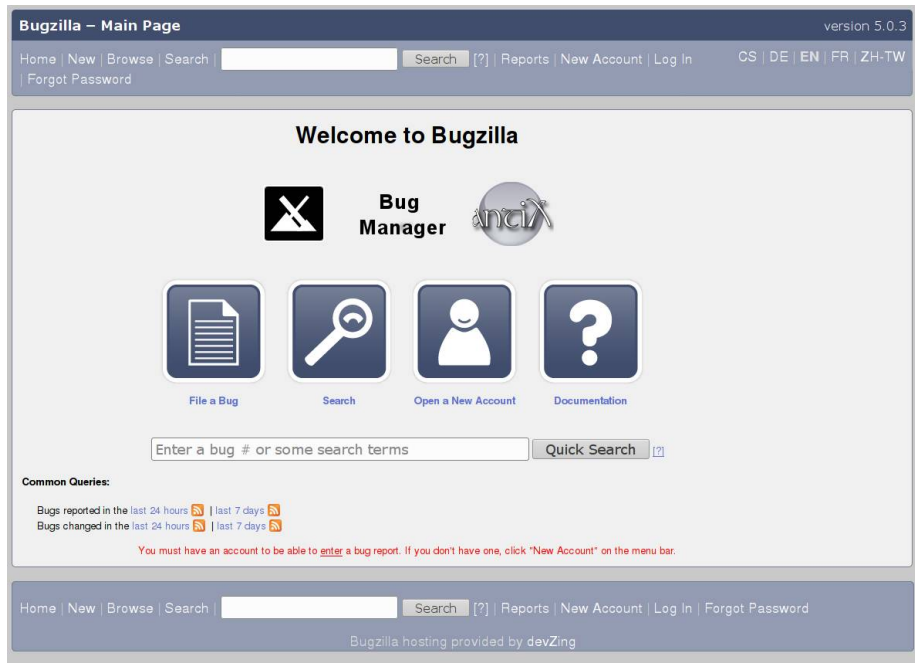 Bugzilla – Main Page version 5.0.3
Home | New | Browse | Search | Search [?] | Reports | New Account | Log In CS | DE | EN | FR | ZH-TW
| Forgot Password
Welcome to Bugzilla
Bug
Manager
antiX
File a Bug Search Open a New Account Documentation
Enter a bug # or some search terms Quick Search [?]
Common Queries:
Bugs reported in the last 24 hours | last 7 days
Bugs changed in the last 24 hours | last 7 days
You must have an account to be able to enter a bug report. If you don't have one, click "New Account" on the menu bar.
Home | New | Browse | Search | Search [?] | Reports | New Account | Log In | Forgot Password
Bugzilla hosting provided by devZing